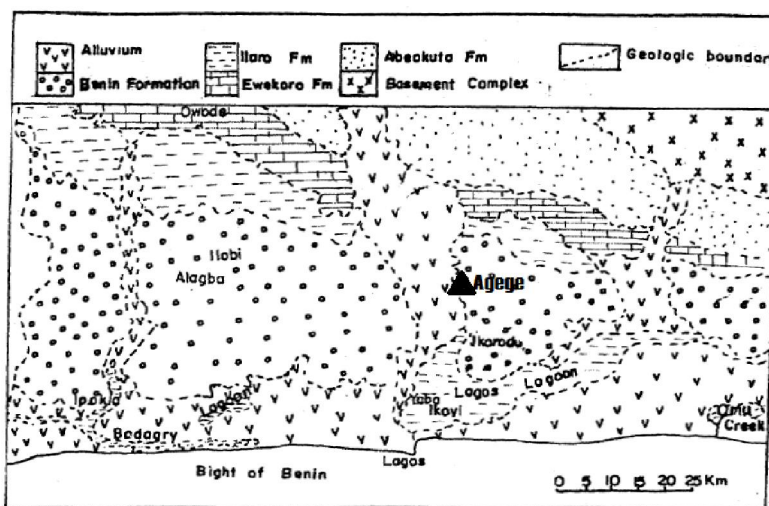 Alluvium
Ilaro Fm
Abeokuta Fm
Geologic boundar
Benin Formation
Ewekoro Fm
Basement Complex
Owode
Ilobi
Alagba
Agege
Ikorodu
Ipokia
Lagoon
Yaba
Lagos
Lagoon
Ikoyi
Omu
Creek
Badagry
Lagos
Bight of Benin
0 5 10 15 20 25 Km